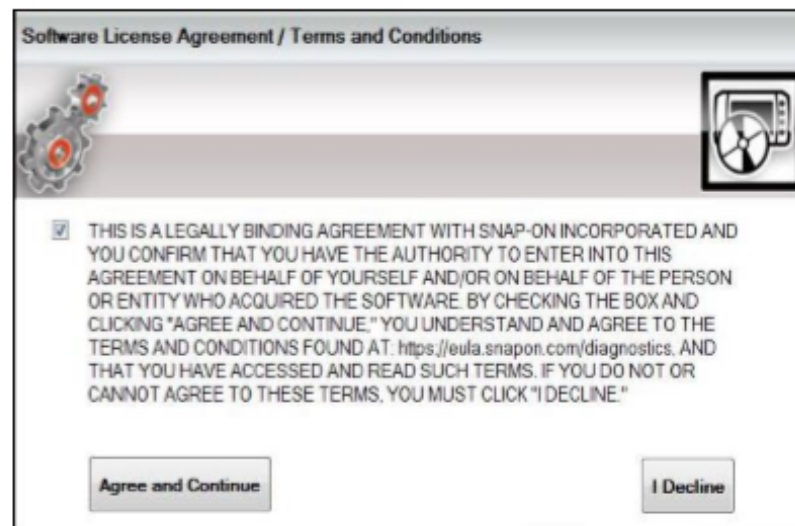 Software License Agreement / Terms and Conditions
THIS IS A LEGALLY BINDING AGREEMENT WITH SNAP-ON INCORPORATED AND
YOU CONFIRM THAT YOU HAVE THE AUTHORITY TO ENTER INTO THIS
AGREEMENT ON BEHALF OF YOURSELF AND/OR ON BEHALF OF THE PERSON
OR ENTITY WHO ACQUIRED THE SOFTWARE. BY CHECKING THE BOX AND
CLICKING "AGREE AND CONTINUE," YOU UNDERSTAND AND AGREE TO THE
TERMS AND CONDITIONS FOUND AT: https://eula.snapon.com/diagnostics, AND
THAT YOU HAVE ACCESSED AND READ SUCH TERMS. IF YOU DO NOT OR
CANNOT AGREE TO THESE TERMS, YOU MUST CLICK "I DECLINE."
Agree and Continue
I Decline